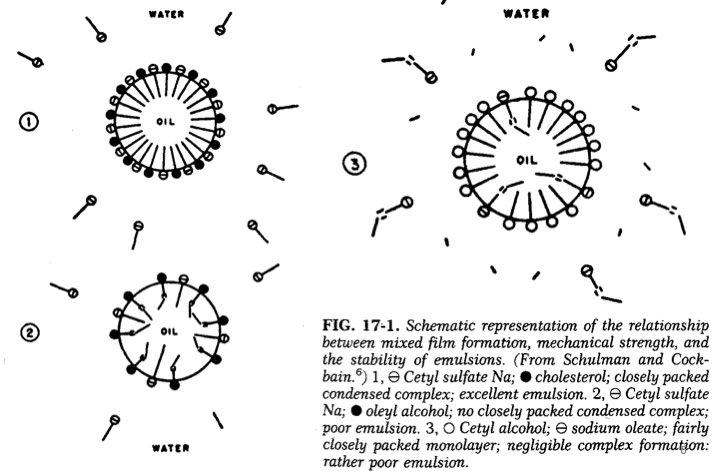 WATER
①
OIL
②
OIL
WATER
WATER
③
OIL
FIG. 17-1. Schematic representation of the relationship
between mixed film formation, mechanical strength, and
the stability of emulsions. (From Schulman and Cock-
bain.⁶) 1, ⊖ Cetyl sulfate Na; ● cholesterol; closely packed
condensed complex; excellent emulsion. 2, ⊖ Cetyl sulfate
Na; ● oleyl alcohol; no closely packed condensed complex;
poor emulsion. 3, ○ Cetyl alcohol; ⊖ sodium oleate; fairly
closely packed monolayer; negligible complex formation:
rather poor emulsion.